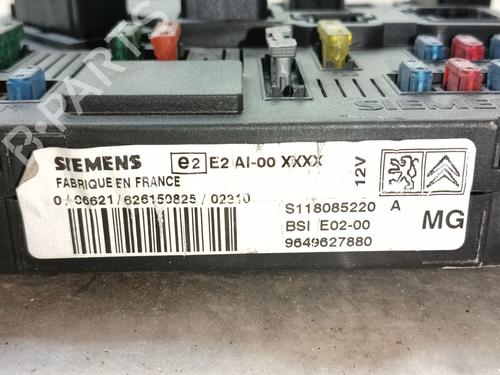 B-PARTS
SIEMENS e2 E2 AI-00 XXXX 12V
FABRIQUE EN FRANCE
0/06621/626150825/02310
S118085220 A
BSI E02-00 MG
9649627880